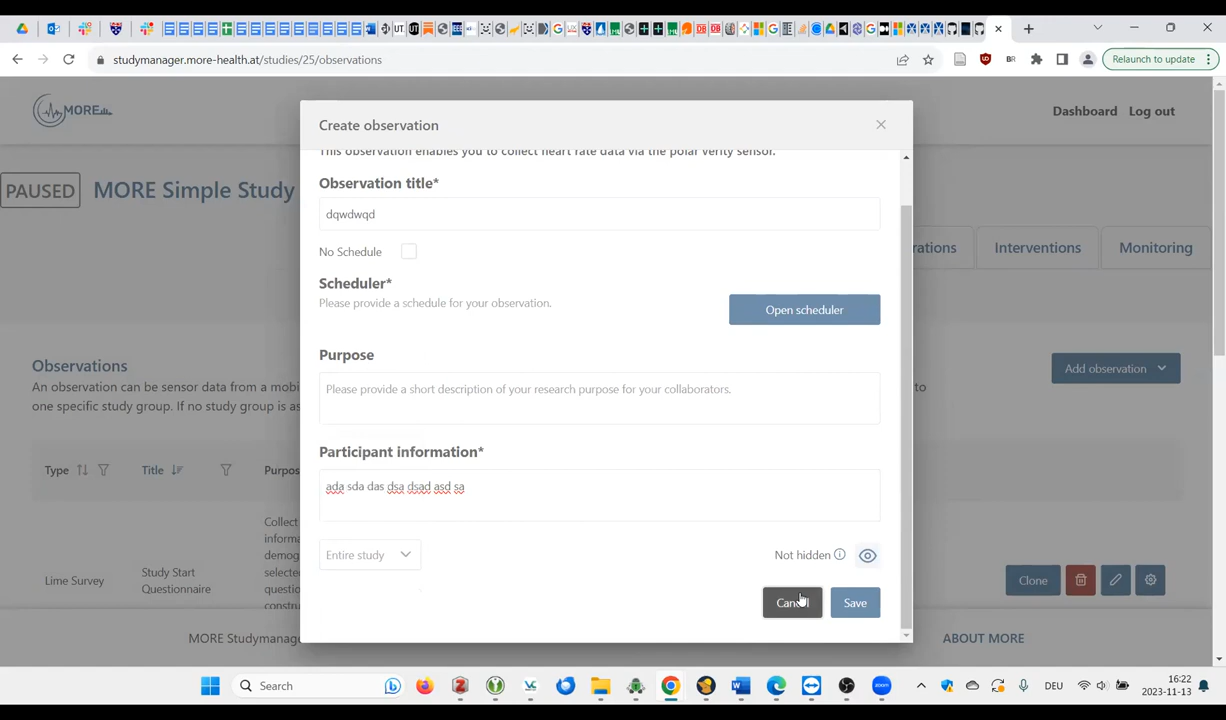 studymanager.more-health.at/studies/25/observations
BR
Relaunch to update
MORE
Dashboard Log out
PAUSED MORE Simple Study
Interventions Monitoring
Create observation
This observation enables you to collect heart rate data via the polar verity sensor.
Observation title*
dqwdwqd
No Schedule
Scheduler*
Please provide a schedule for your observation.
Open scheduler
Purpose
Please provide a short description of your research purpose for your collaborators.
Participant information*
ada sda das dsa dsad asd sa
Entire study
Not hidden
Cancel Save
Observations
Add observation
An observation can be sensor data from a to
one specific study group. If no study group is
Type Title
Collect
Lime Survey
Study Start
Questionnaire
Clone
MORE
ABOUT MORE
Search
DEU
16:22
2023-11-13